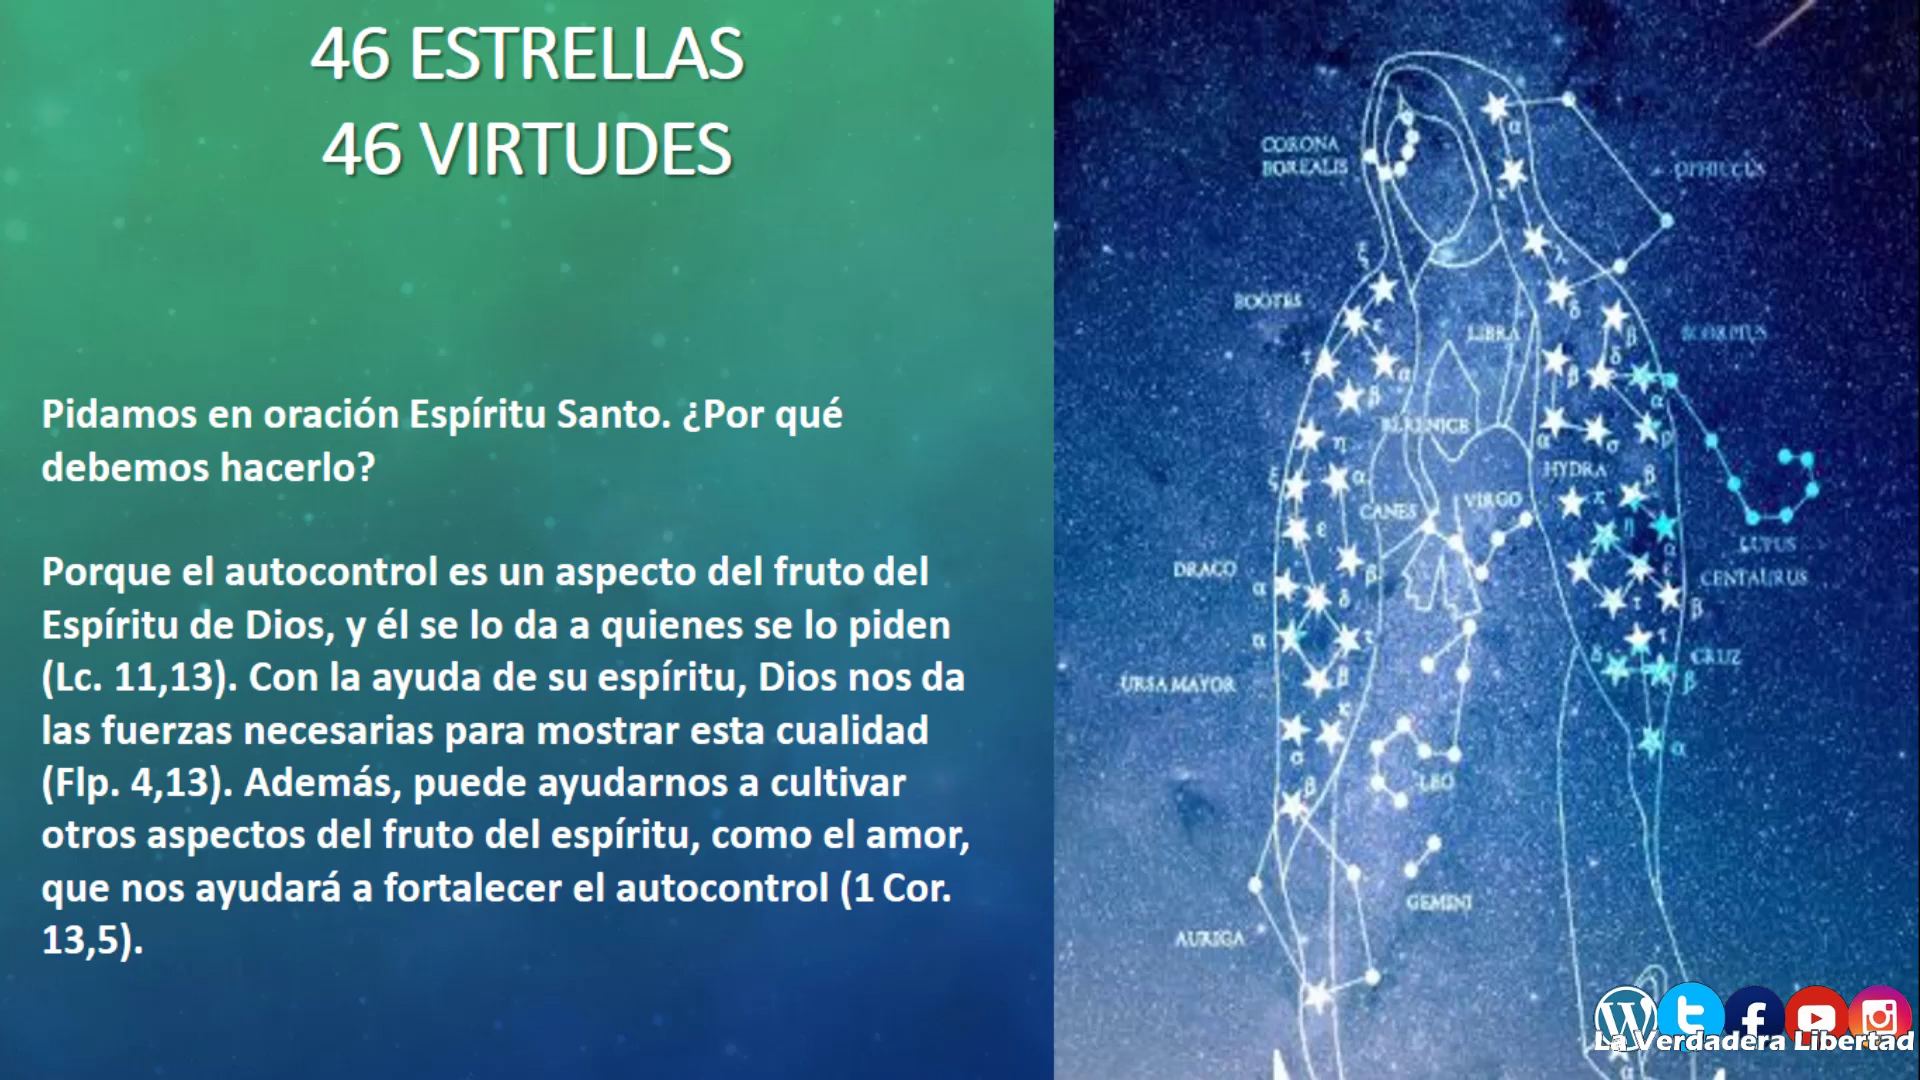 46 ESTRELLAS
46 VIRTUDES
Pidamos en oración Espíritu Santo. ¿Por qué
debemos hacerlo?
Porque el autocontrol es un aspecto del fruto del
Espíritu de Dios, y él se lo da a quienes se lo piden
(Lc. 11,13). Con la ayuda de su espíritu, Dios nos da
las fuerzas necesarias para mostrar esta cualidad
(Flp. 4,13). Además, puede ayudarnos a cultivar
otros aspectos del fruto del espíritu, como el amor,
que nos ayudará a fortalecer el autocontrol (1 Cor.
13,5).
CORONA
BOREALIS
OPHIUCUS
BOOTES
LIBRA
SCORPIUS
BERENICE
HYDRA
CANES
VIRGO
LUPUS
DRACO
CENTAURUS
CRUZ
URSA MAYOR
LEO
GEMINI
AURIGA
La Verdadera Libertad